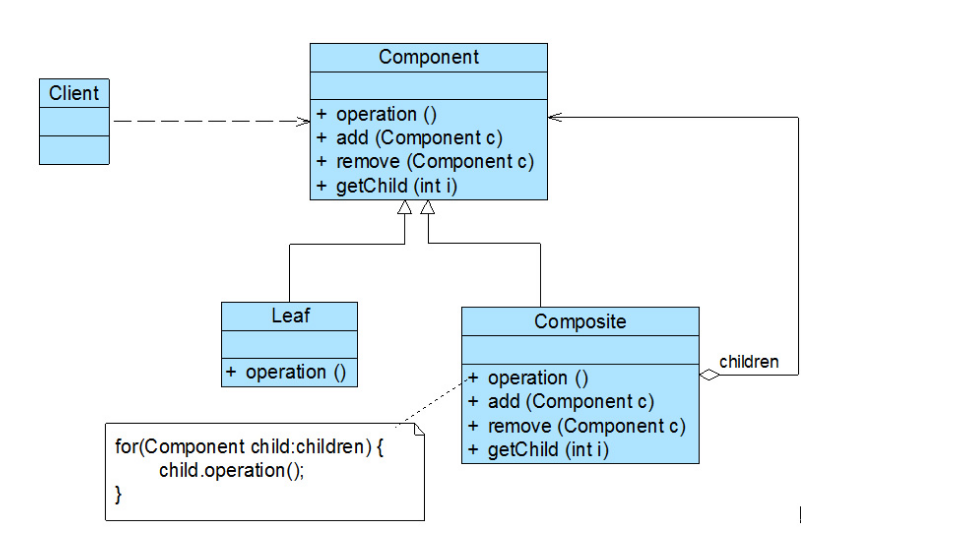 Client
Component
+ operation ()
+ add (Component c)
+ remove (Component c)
+ getChild (int i)
Leaf
+ operation ()
Composite
+ operation ()
+ add (Component c)
+ remove (Component c)
+ getChild (int i)
children
for(Component child:children) {
child.operation();
}